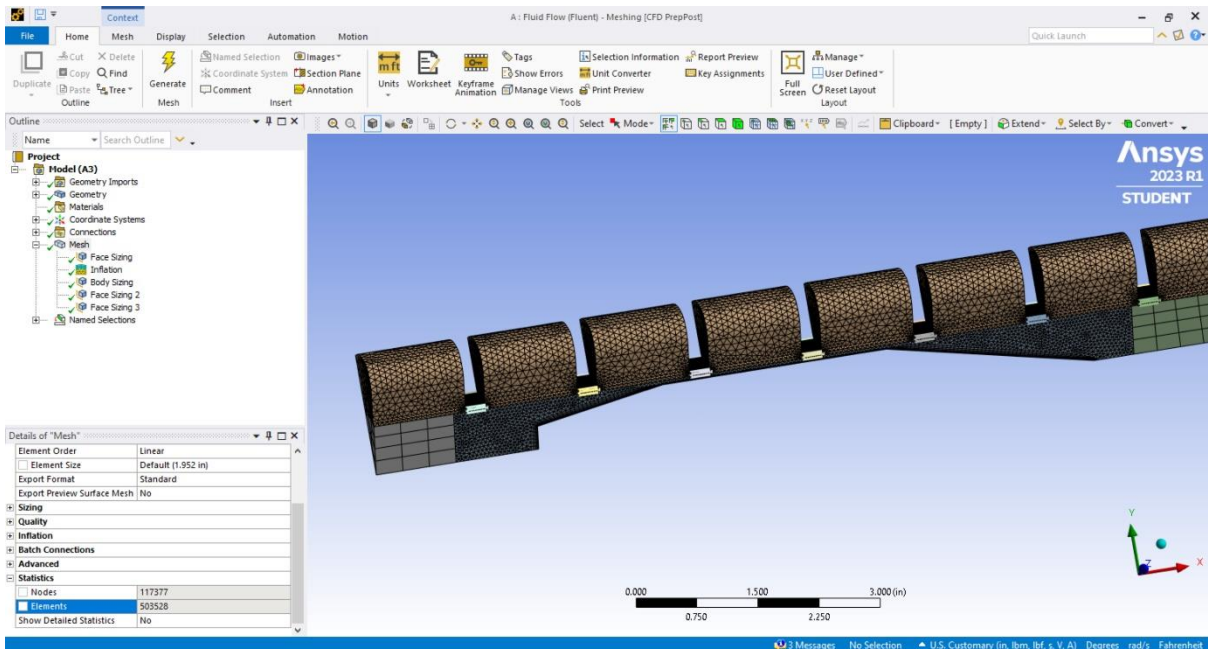 Context
A : Fluid Flow (Fluent) - Meshing [CFD PrepPost]
File Home Mesh Display Selection Automation Motion Quick Launch
Duplicate
Cut
Copy
Paste
Delete
Find
Tree
Outline
Generate
Mesh
Named Selection
Coordinate System
Comment
Images
Section Plane
Annotation
Insert
Units
Worksheet
Keyframe
Animation
Tags
Show Errors
Manage Views
Selection Information
Unit Converter
Print Preview
Report Preview
Key Assignments
Tools
Full
Screen
Manage
User Defined
Reset Layout
Layout
Outline
Select Mode Clipboard [ Empty ] Extend Select By Convert
Name Search Outline
Project
Model (A3)
Geometry Imports
Geometry
Materials
Coordinate Systems
Connections
Mesh
Face Sizing
Inflation
Body Sizing
Face Sizing 2
Face Sizing 3
Named Selections
Ansys
2023 R1
STUDENT
Details of "Mesh"
Element Order Linear
Element Size Default (1.952 in)
Export Format Standard
Export Preview Surface Mesh No
Sizing
Quality
Inflation
Batch Connections
Advanced
Statistics
Nodes 117377
Elements 503528
Show Detailed Statistics No
0.000 1.500 3.000 (in)
0.750 2.250
Y
Z
X
3 Messages No Selection U.S. Customary (in, lbm, lbf, s, V, A) Degrees rad/s Fahrenheit